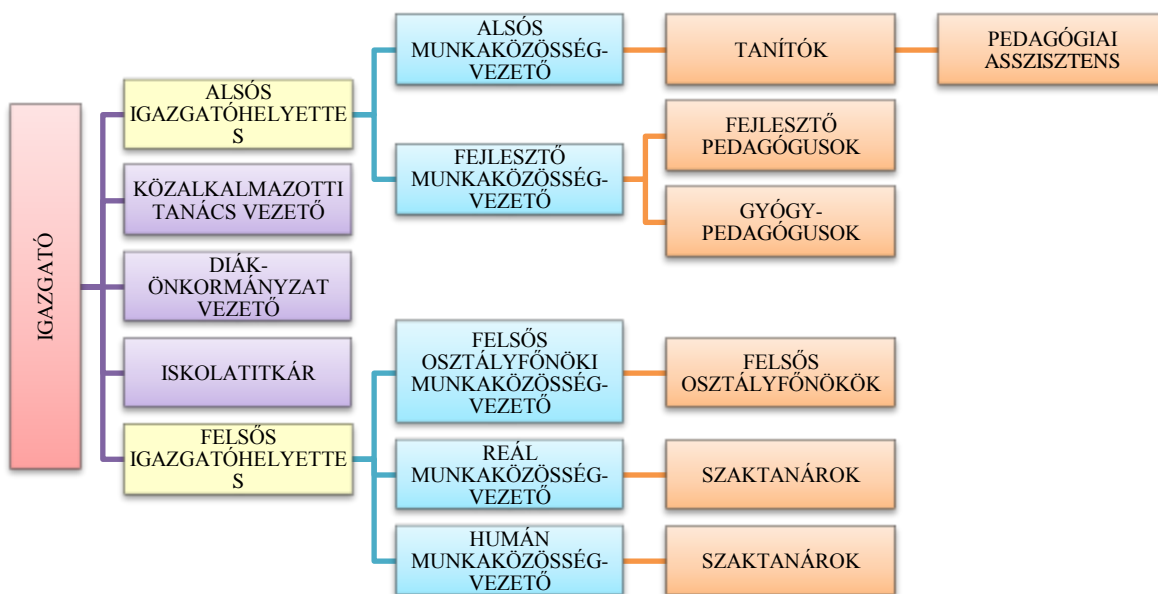 IGAZGATÓ
ALSÓS
IGAZGATÓHELYETTE
S
ALSÓS
MUNKAKÖZÖSSÉG-
VEZETŐ
TANÍTÓK
PEDAGÓGIAI
ASSZISZTENS
FEJLESZTŐ
MUNKAKÖZÖSSÉG-
VEZETŐ
FEJLESZTŐ
PEDAGÓGUSOK
GYÓGY-
PEDAGÓGUSOK
KÖZALKALMAZOTTI
TANÁCS VEZETŐ
DIÁK-
ÖNKORMÁNYZAT
VEZETŐ
ISKOLATITKÁR
FELSŐS
IGAZGATÓHELYETTE
S
FELSŐS
OSZTÁLYFŐNÖKI
MUNKAKÖZÖSSÉG-
VEZETŐ
FELSŐS
OSZTÁLYFŐNÖKÖK
REÁL
MUNKAKÖZÖSSÉG-
VEZETŐ
SZAKTANÁROK
HUMÁN
MUNKAKÖZÖSSÉG-
VEZETŐ
SZAKTANÁROK